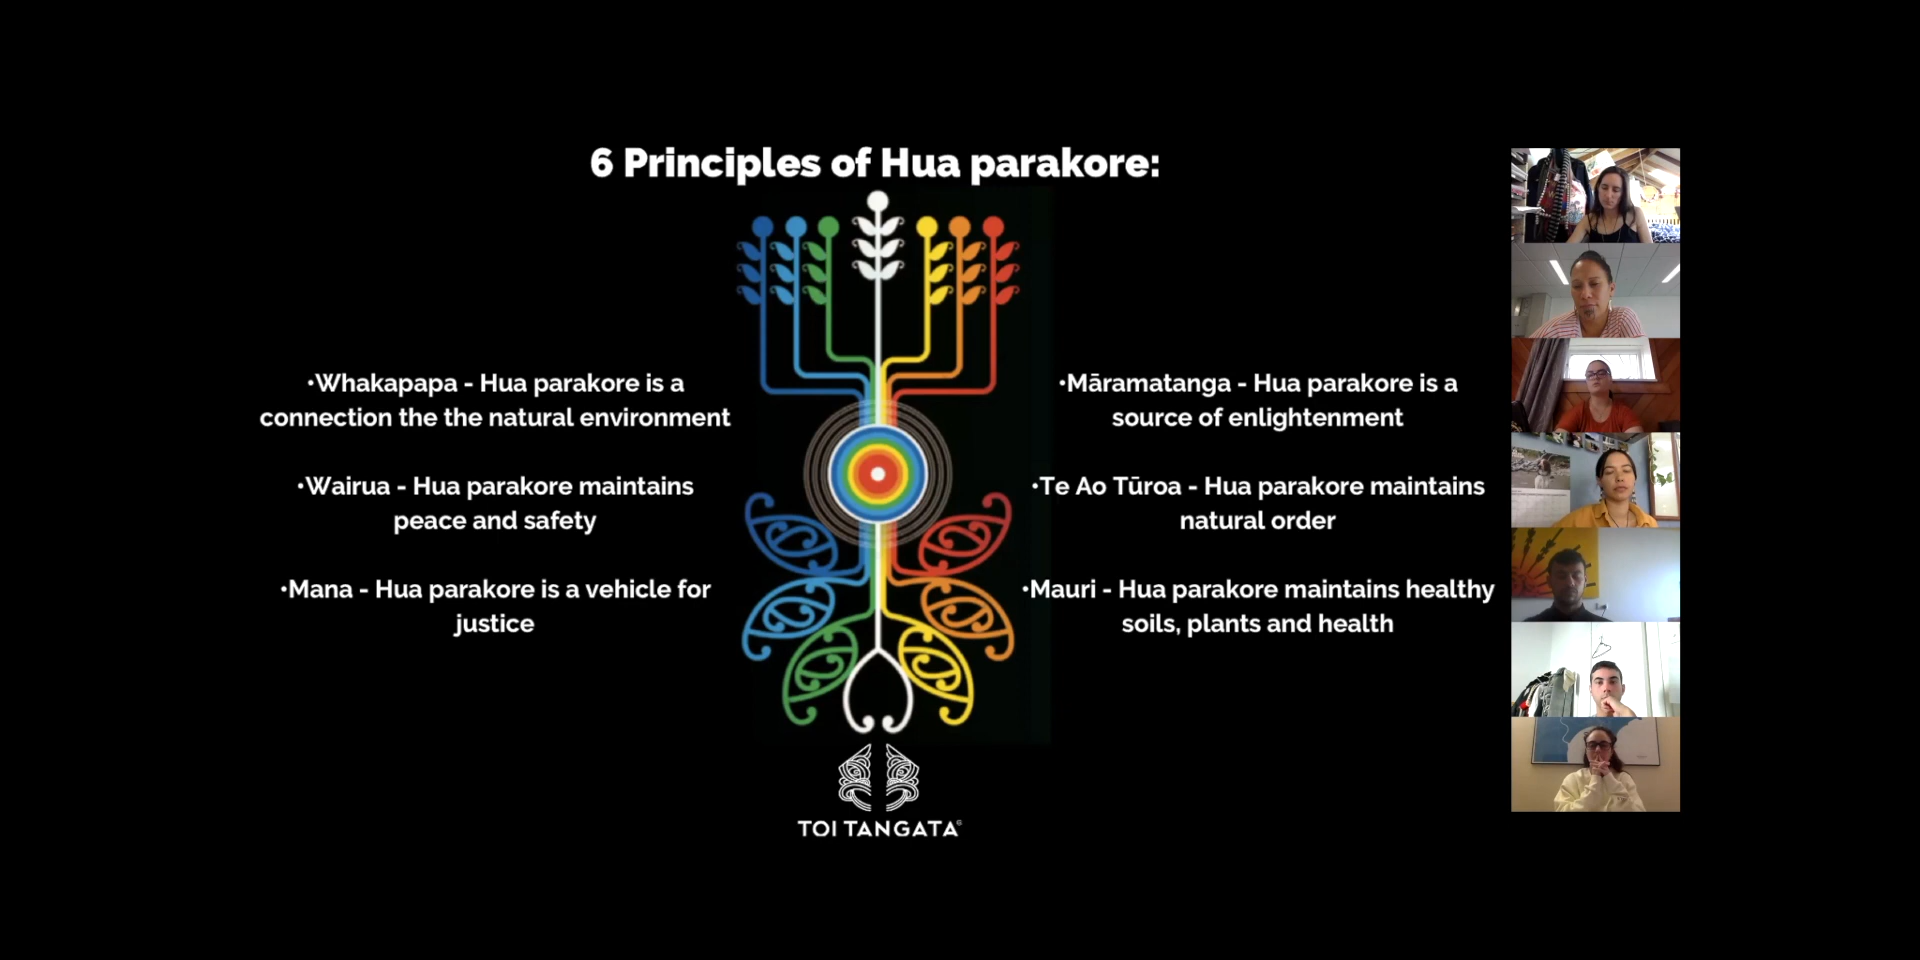 6 Principles of Hua parakore:
•Whakapapa - Hua parakore is a
connection the the natural environment
•Wairua - Hua parakore maintains
peace and safety
•Mana - Hua parakore is a vehicle for
justice
•Māramatanga - Hua parakore is a
source of enlightenment
•Te Ao Tūroa - Hua parakore maintains
natural order
•Mauri - Hua parakore maintains healthy
soils, plants and health
TOI TANGATA